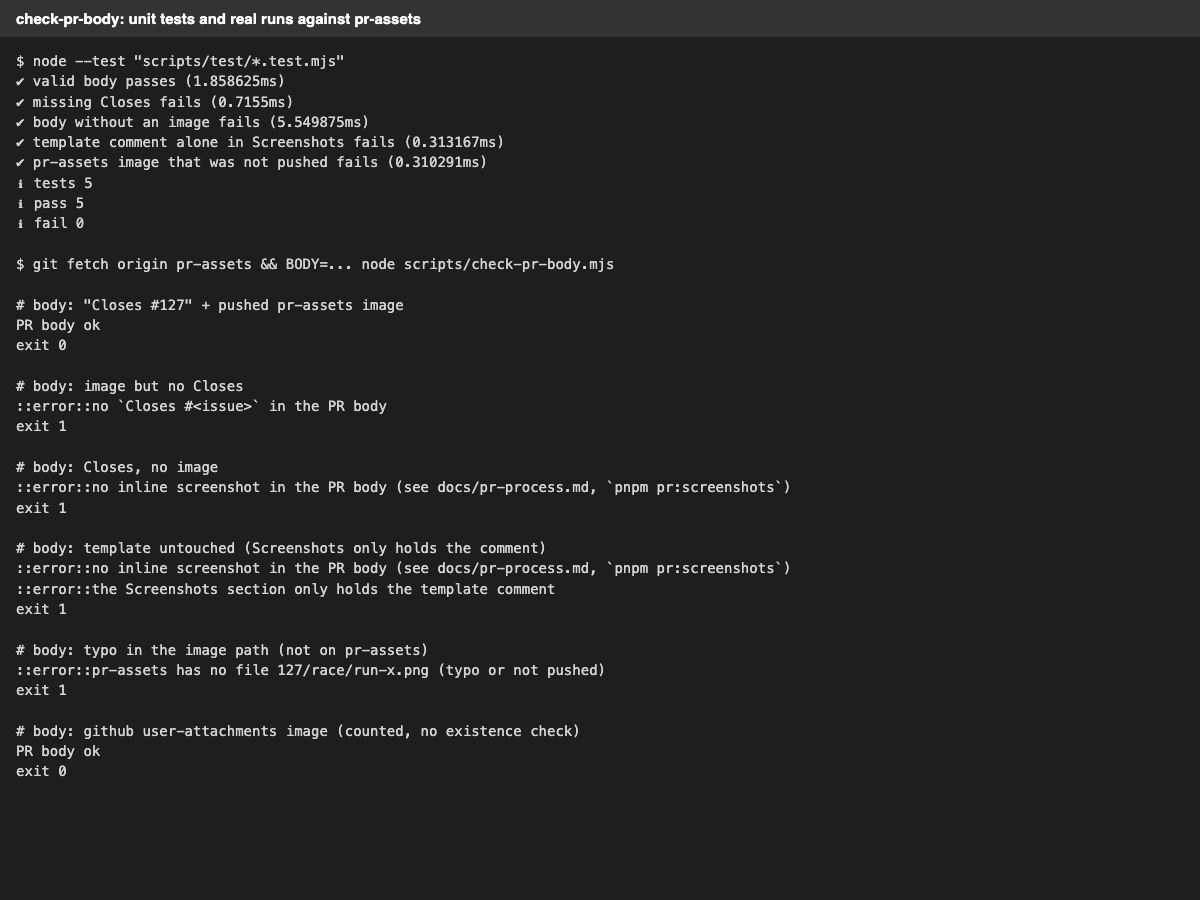 check-pr-body: unit tests and real runs against pr-assets
$ node --test "scripts/test/*.test.mjs"
✔ valid body passes (1.858625ms)
✔ missing Closes fails (0.7155ms)
✔ body without an image fails (5.549875ms)
✔ template comment alone in Screenshots fails (0.313167ms)
✔ pr-assets image that was not pushed fails (0.310291ms)
ℹ tests 5
ℹ pass 5
ℹ fail 0
$ git fetch origin pr-assets && BODY=... node scripts/check-pr-body.mjs
# body: "Closes #127" + pushed pr-assets image
PR body ok
exit 0
# body: image but no Closes
::error::no `Closes #<issue>` in the PR body
exit 1
# body: Closes, no image
::error::no inline screenshot in the PR body (see docs/pr-process.md, `pnpm pr:screenshots`)
exit 1
# body: template untouched (Screenshots only holds the comment)
::error::no inline screenshot in the PR body (see docs/pr-process.md, `pnpm pr:screenshots`)
::error::the Screenshots section only holds the template comment
exit 1
# body: typo in the image path (not on pr-assets)
::error::pr-assets has no file 127/race/run-x.png (typo or not pushed)
exit 1
# body: github user-attachments image (counted, no existence check)
PR body ok
exit 0